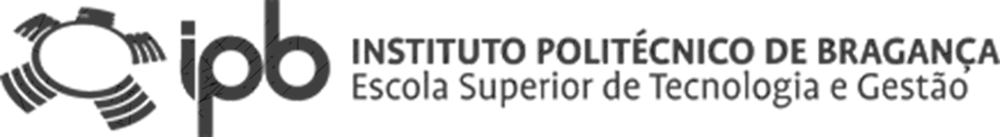 ipb
INSTITUTO POLITÉCNICO DE BRAGANÇA
Escola Superior de Tecnologia e Gestão